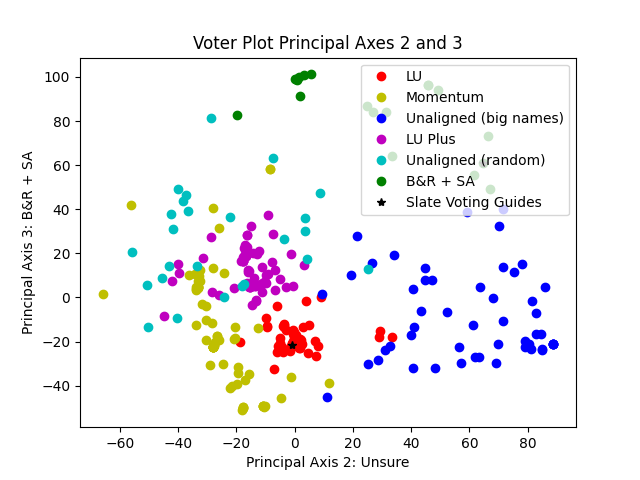 Voter Plot Principal Axes 2 and 3
LU
Momentum
Unaligned (big names)
LU Plus
Unaligned (random)
B&R + SA
Slate Voting Guides
100
80
60
40
20
0
−20
−40
Principal Axis 3: B&R + SA
−60
−40
−20
0
20
40
60
80
Principal Axis 2: Unsure